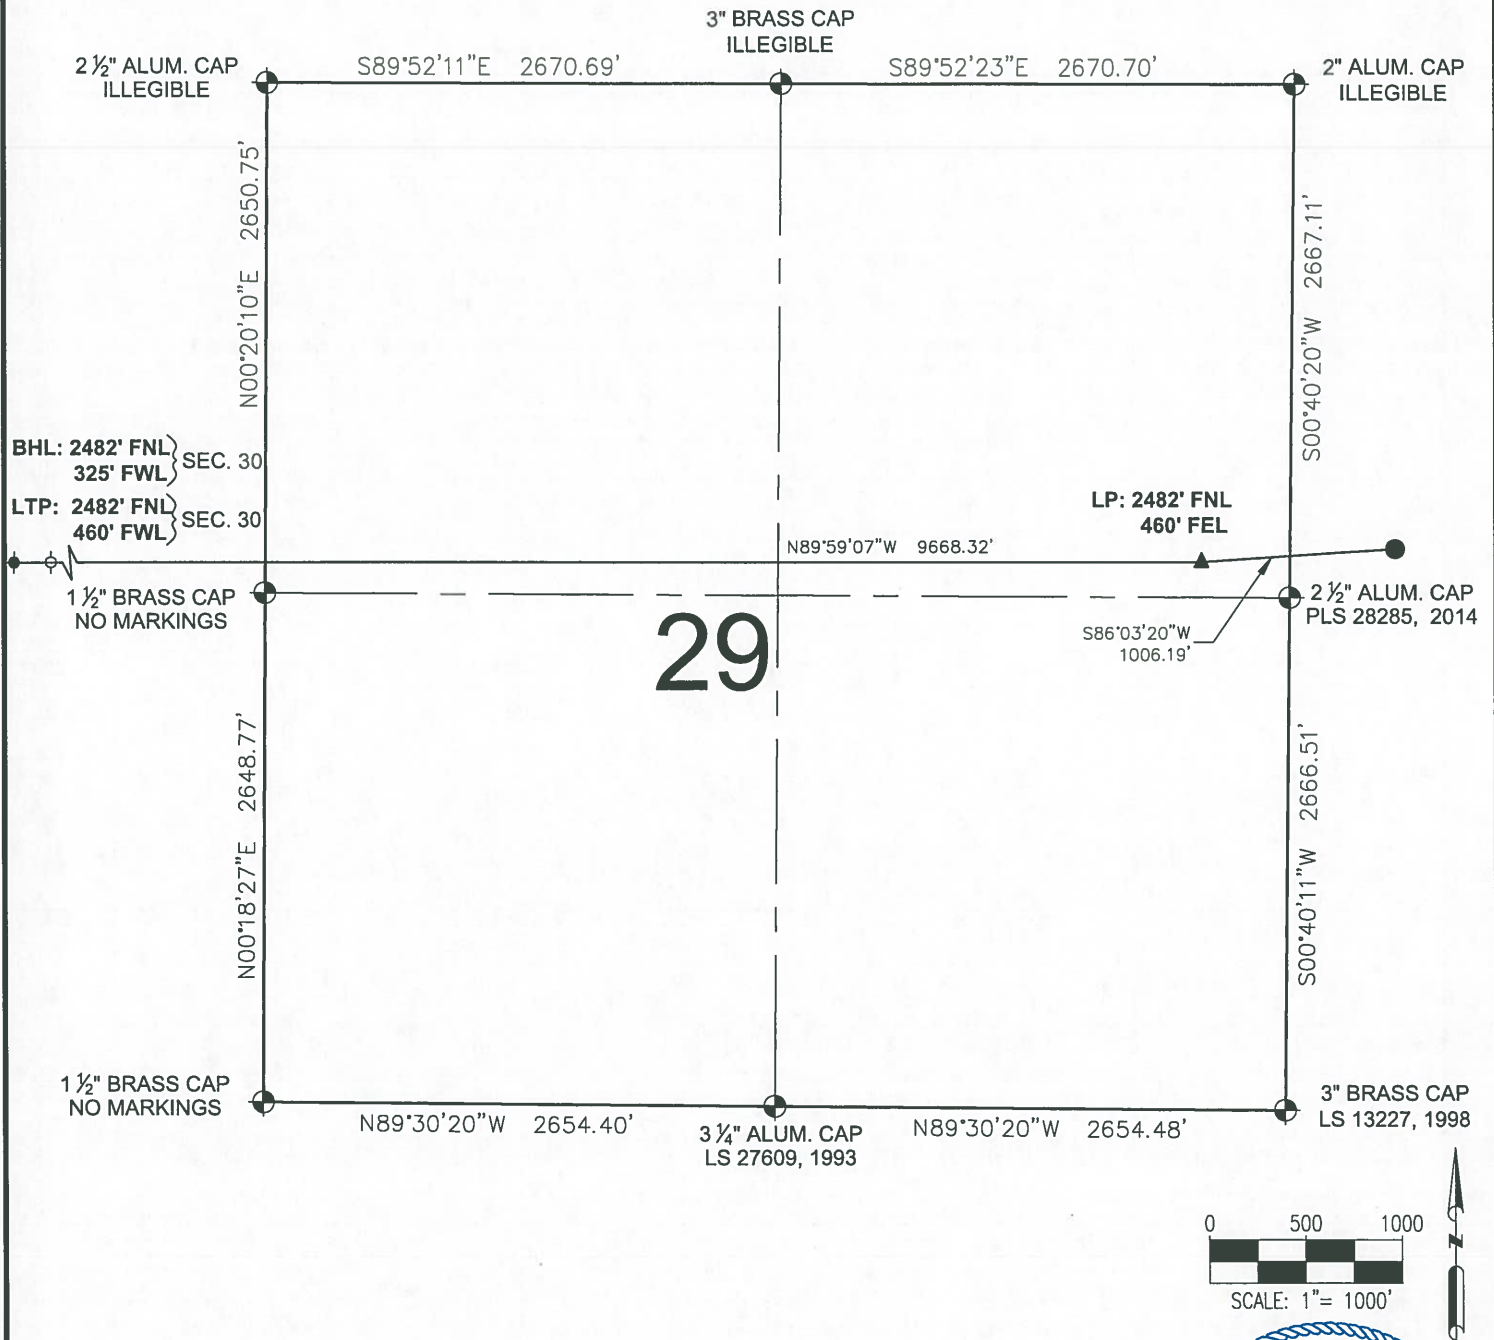 3" BRASS CAP
ILLEGIBLE
2 ½" ALUM. CAP
ILLEGIBLE
S89°52'11"E 2670.69'
S89°52'23"E 2670.70'
2" ALUM. CAP
ILLEGIBLE
N00°20'10"E 2650.75'
S00°40'20"W 2667.11'
BHL: 2482' FNL
325' FWL
SEC. 30
LTP: 2482' FNL
460' FWL
SEC. 30
LP: 2482' FNL
460' FEL
N89°59'07"W 9668.32'
1 ½" BRASS CAP
NO MARKINGS
2 ½" ALUM. CAP
PLS 28285, 2014
S86°03'20"W
1006.19'
29
N00°18'27"E 2648.77'
S00°40'11"W 2666.51'
1 ½" BRASS CAP
NO MARKINGS
N89°30'20"W 2654.40'
3 ¼" ALUM. CAP
LS 27609, 1993
N89°30'20"W 2654.48'
3" BRASS CAP
LS 13227, 1998
0 500 1000
N
SCALE: 1"= 1000'